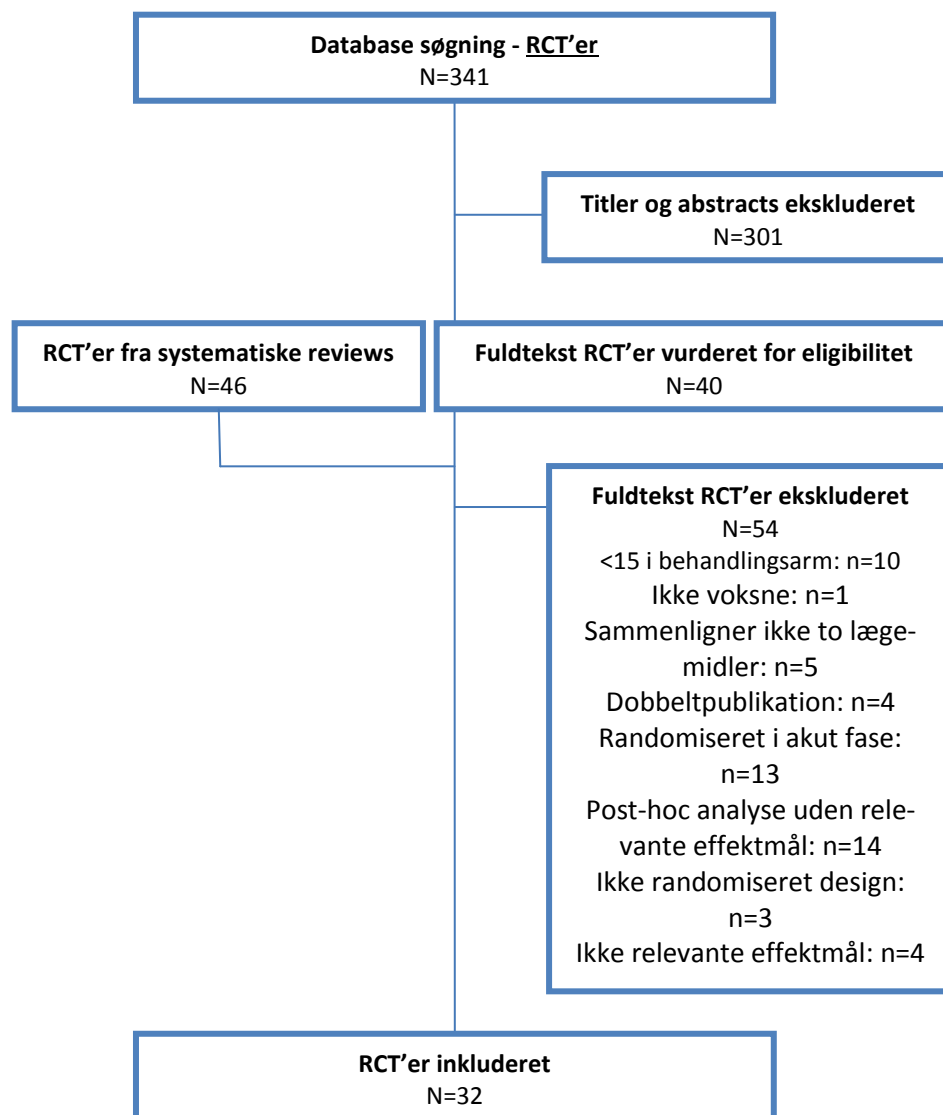 Database søgning - RCT’er
N=341
Titler og abstracts ekskluderet
N=301
RCT’er fra systematiske reviews
N=46
Fuldtekst RCT’er vurderet for eligibilitet
N=40
Fuldtekst RCT’er ekskluderet
N=54
<15 i behandlingsarm: n=10
Ikke voksne: n=1
Sammenligner ikke to læge-
midler: n=5
Dobbeltpublikation: n=4
Randomiseret i akut fase:
n=13
Post-hoc analyse uden rele-
vante effektmål: n=14
Ikke randomiseret design:
n=3
Ikke relevante effektmål: n=4
RCT’er inkluderet
N=32